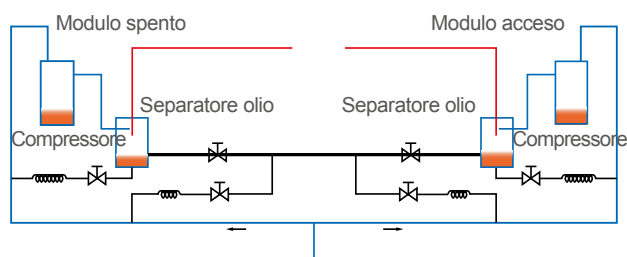 Modulo spento
Modulo acceso
Separatore olio
Separatore olio
Compressore
Compressore